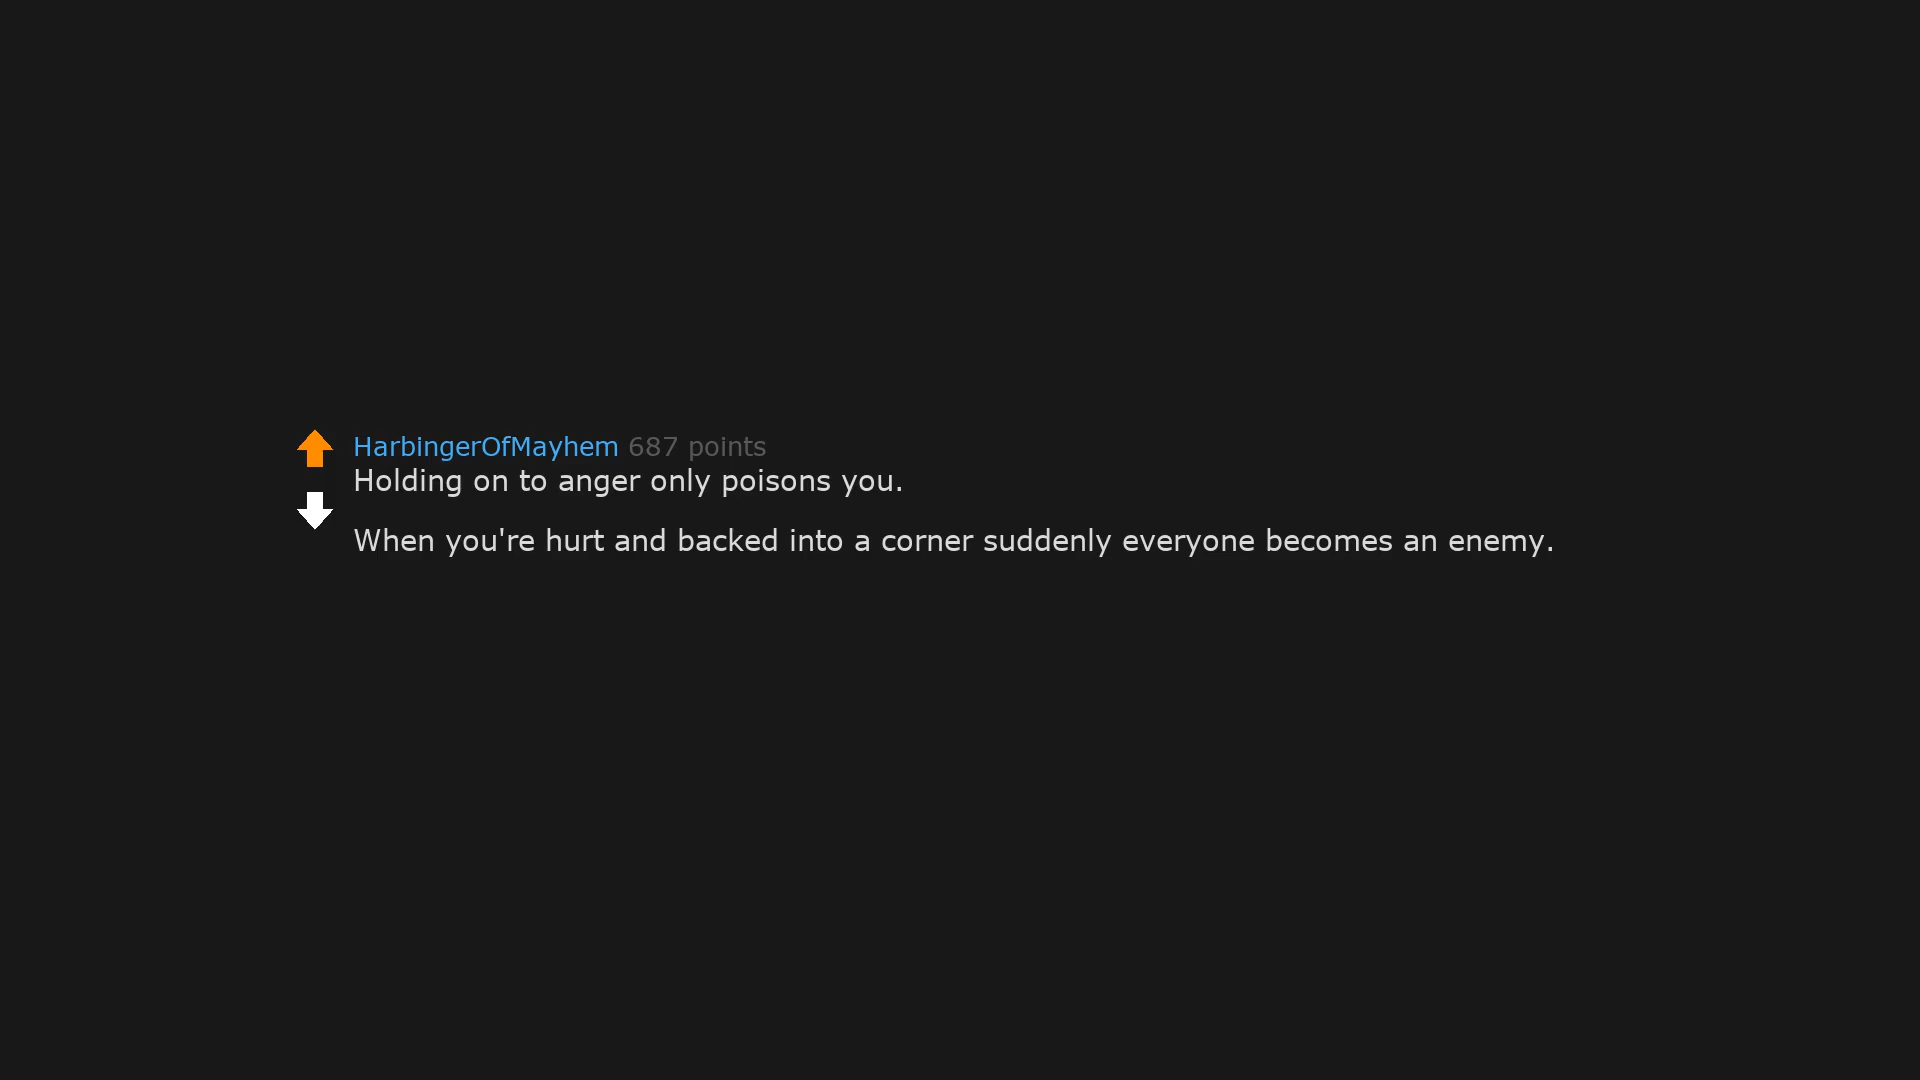 HarbingerOfMayhem 687 points
Holding on to anger only poisons you.
When you're hurt and backed into a corner suddenly everyone becomes an enemy.